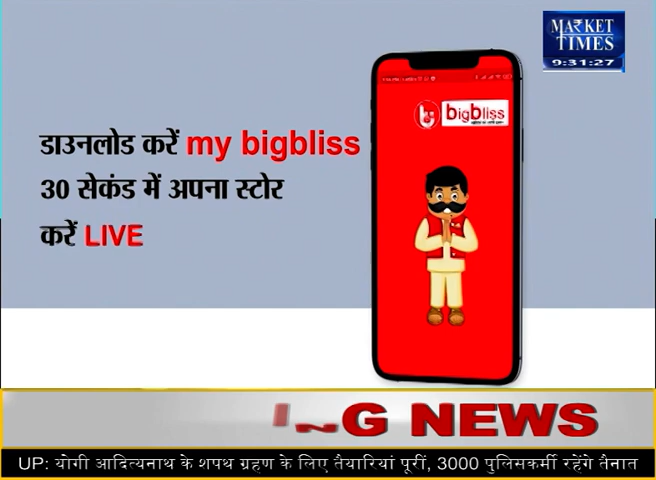 MARKET
TIMES
9:31:27
bigbliss
डाउनलोड करें my bigbliss
30 सेकंड में अपना स्टोर
करें LIVE
NG NEWS
UP: योगी आदित्यनाथ के शपथ ग्रहण के लिए तैयारियां पूरीं, 3000 पुलिसकर्मी रहेंगे तैनात